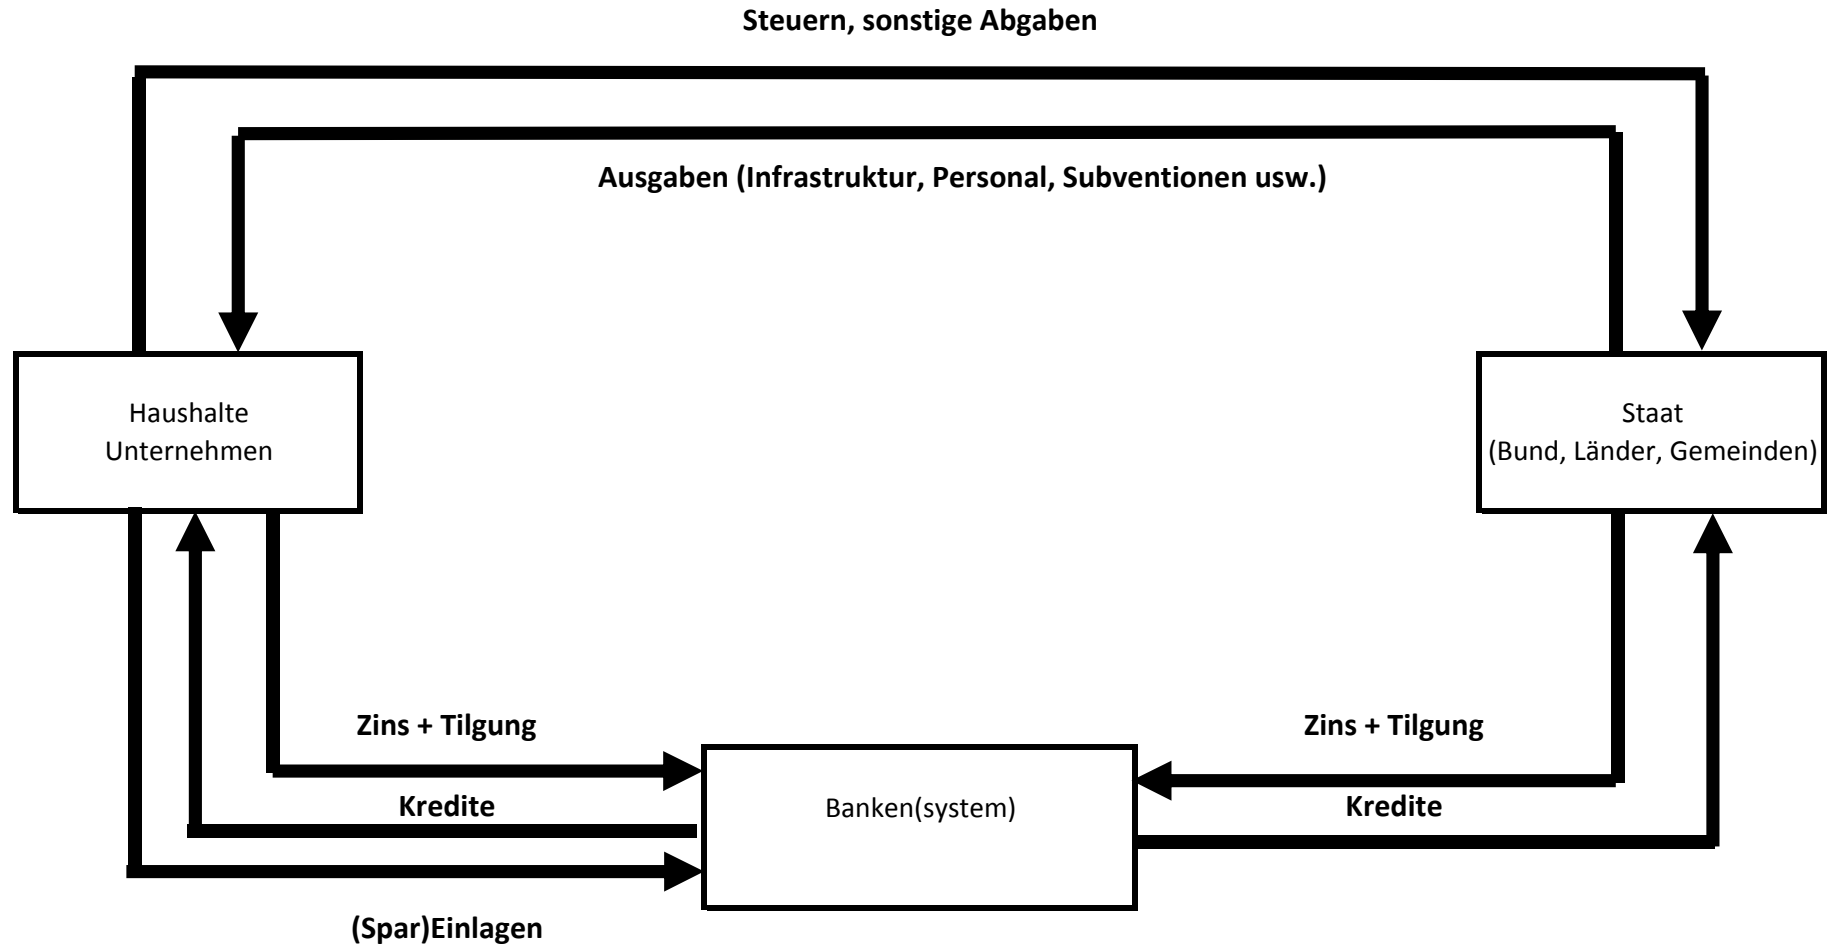 Steuern, sonstige Abgaben
Ausgaben (Infrastruktur, Personal, Subventionen usw.)
Haushalte
Unternehmen
Staat
(Bund, Länder, Gemeinden)
Zins + Tilgung
Zins + Tilgung
Kredite
Banken(system)
Kredite
(Spar)Einlagen